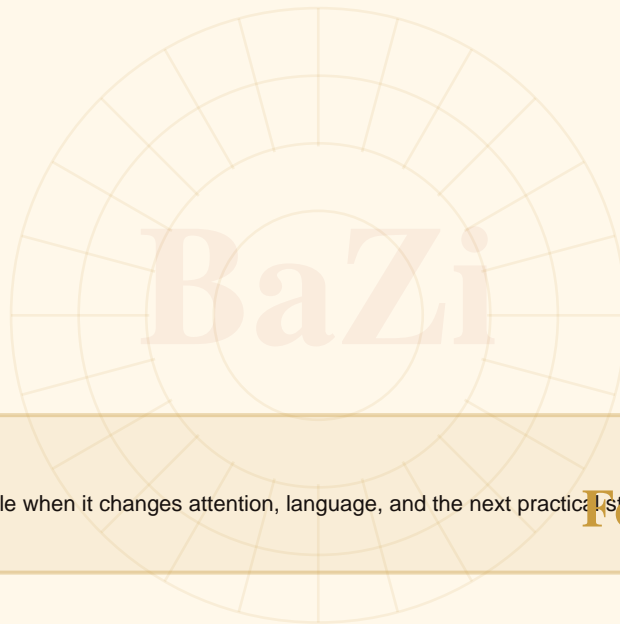 BaZi
le when it changes attention, language, and the next practical st
F